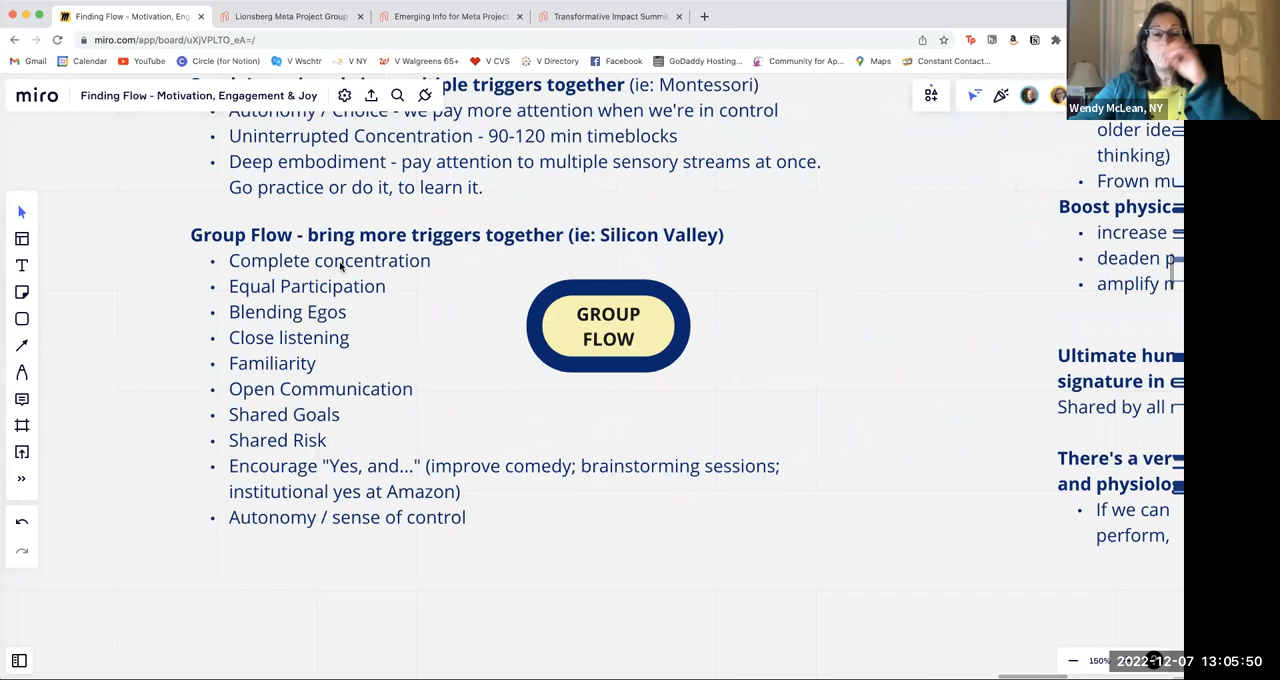 Finding Flow - Motivation, Eng
Lionsberg Meta Project Group
Emerging Info for Meta Project
Transformative Impact Summi
miro.com/app/board/uXjVPLTO_eA=/
Gmail
Calendar
YouTube
Circle (for Notion)
V Wschtr
V NY
V Walgreens 65+
V CVS
V Directory
Facebook
GoDaddy Hosting...
Community for Ap...
Maps
Constant Contact...
Wendy McLean, NY
miro
Finding Flow - Motivation, Engagement & Joy
ple triggers together (ie: Montessori)
Autonomy / Choice - we pay more attention when we're in control
• Uninterrupted Concentration - 90-120 min timeblocks
• Deep embodiment - pay attention to multiple sensory streams at once.
Go practice or do it, to learn it.
Group Flow - bring more triggers together (ie: Silicon Valley)
• Complete concentration
• Equal Participation
• Blending Egos
• Close listening
• Familiarity
• Open Communication
• Shared Goals
• Shared Risk
• Encourage "Yes, and..." (improve comedy; brainstorming sessions;
institutional yes at Amazon)
• Autonomy / sense of control
GROUP
FLOW
older ide
thinking)
• Frown mu
Boost physic
• increase
• deaden p
• amplify
Ultimate hum
signature in
Shared by all
There's a ver
and physiolo
• If we can
perform,
150%
2022-12-07 13:05:50